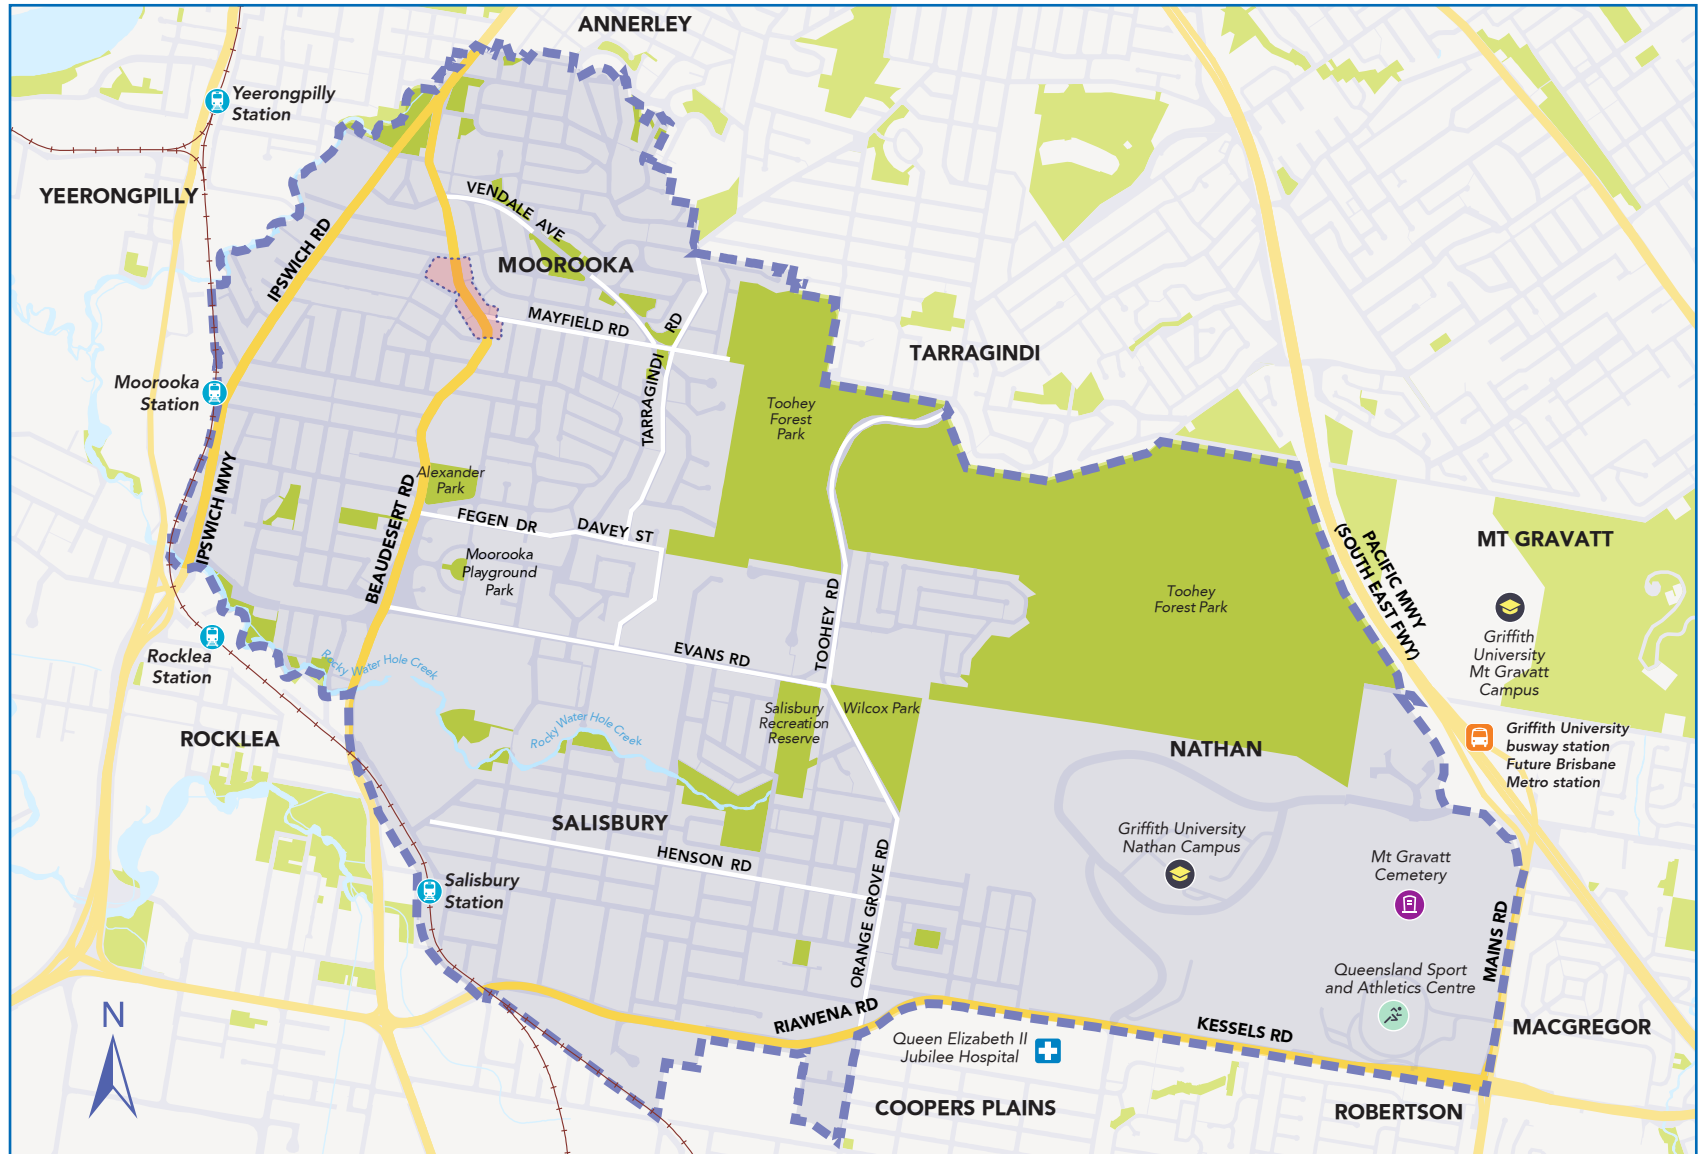 ANNERLEY
Yeerongpilly
Station
YEERONGPILLY
VENDALE AVE
IPSWICH RD
MOOROOKA
MAYFIELD RD
TARRAGINDI
RD
TARRAGINDI
Moorooka
Station
Toohey
Forest
Park
Alexander
Park
IPSWICH MWY
BEAUDESERT RD
FEGEN DR
DAVEY ST
PACIFIC MWY
(SOUTH EAST FWY)
MT GRAVATT
Moorooka
Playground
Park
Toohey
Forest Park
TOOHEY RD
Griffith
University
Mt Gravatt
Campus
Rocklea
Station
Rocky Water Hole Creek
EVANS RD
Salisbury
Recreation
Reserve
Wilcox Park
Rocky Water Hole Creek
ROCKLEA
NATHAN
Griffith University
busway station
Future Brisbane
Metro station
SALISBURY
Griffith University
Nathan Campus
HENSON RD
Mt Gravatt
Cemetery
Salisbury
Station
ORANGE GROVE RD
MAINS RD
Queensland Sport
and Athletics Centre
N
RIAWENA RD
KESSELS RD
MACGREGOR
Queen Elizabeth II
Jubilee Hospital
COOPERS PLAINS
ROBERTSON